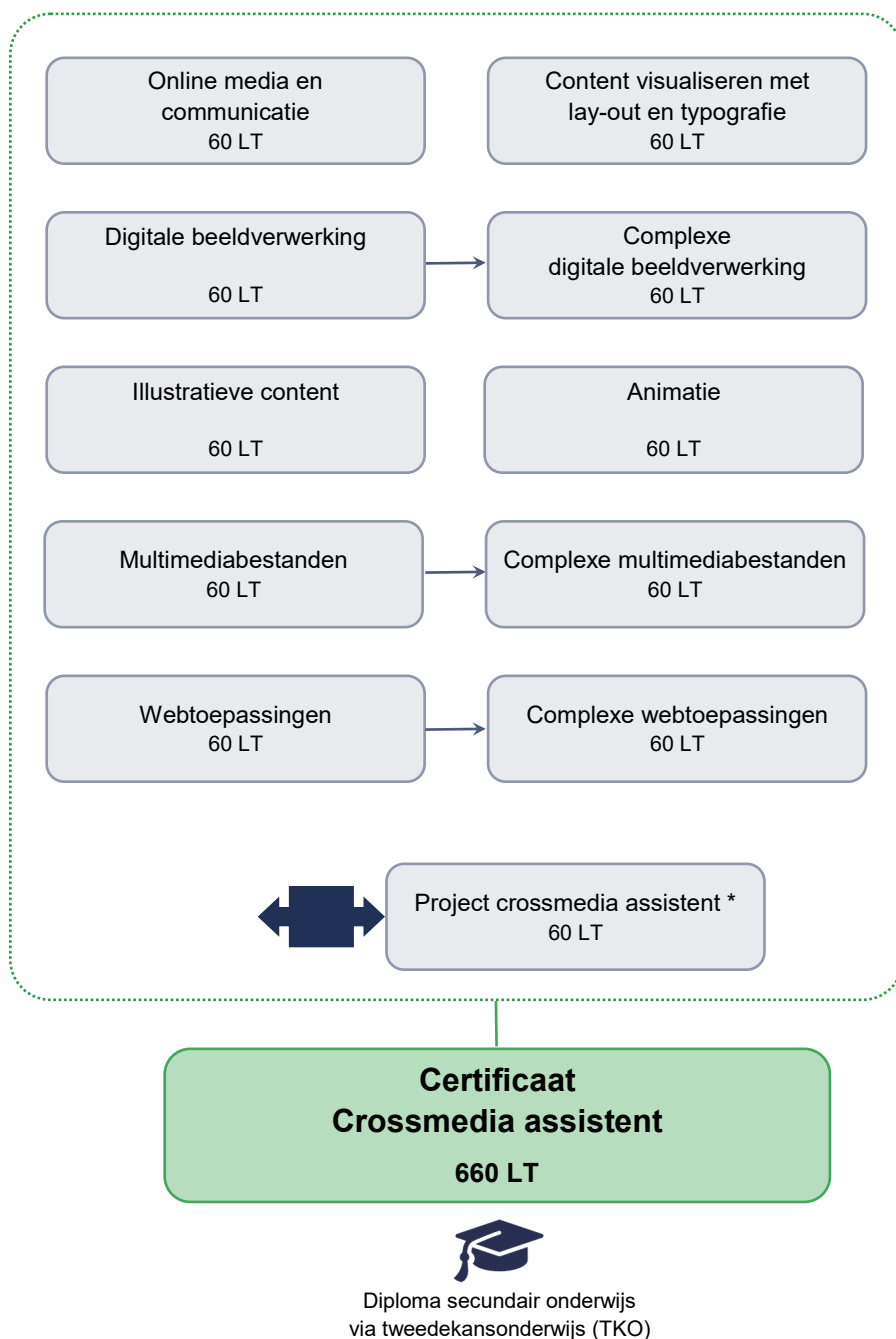 Online media en
communicatie
60 LT
Content visualiseren met
lay-out en typografie
60 LT
Digitale beeldverwerking
60 LT
Complexe
digitale beeldverwerking
60 LT
Illustratieve content
60 LT
Animatie
60 LT
Multimediabestanden
60 LT
Complexe multimediabestanden
60 LT
Webtoepassingen
60 LT
Complexe webtoepassingen
60 LT
Project crossmedia assistent *
60 LT
Certificaat
Crossmedia assistent
660 LT
Diploma secundair onderwijs
via tweedekansonderwijs (TKO)